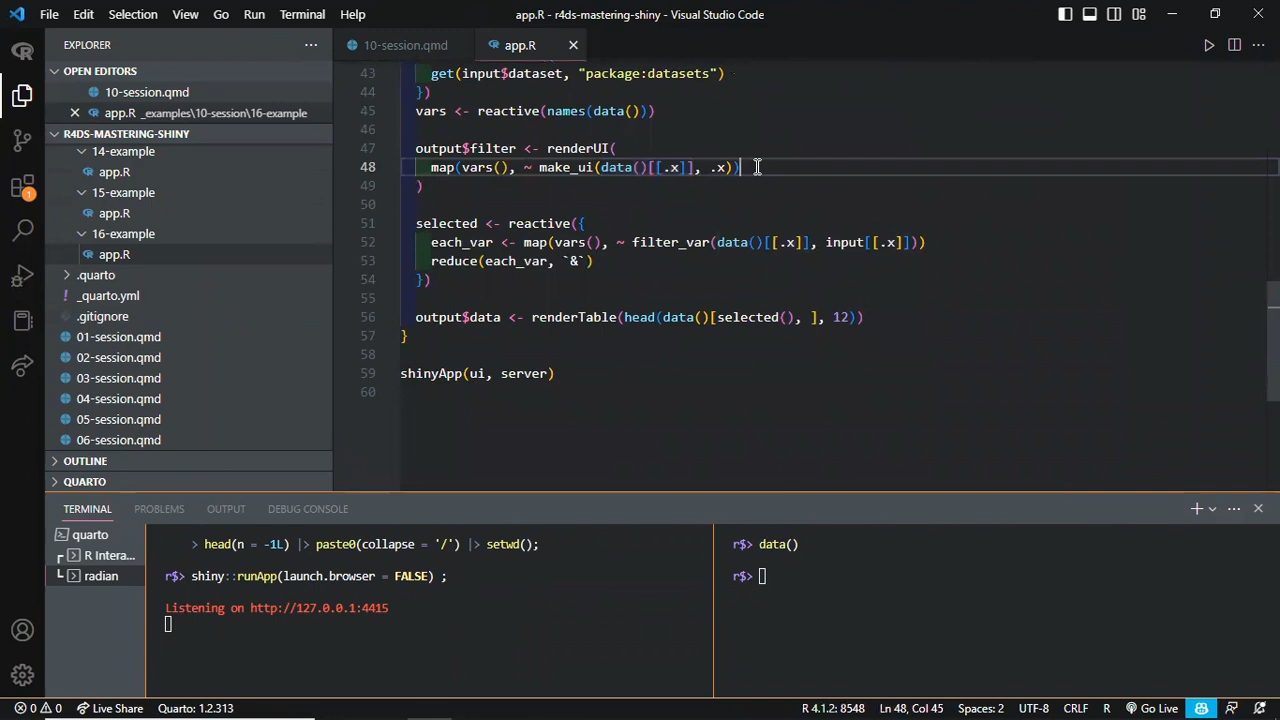 File Edit Selection View Go Run Terminal Help
app.R - r4ds-mastering-shiny - Visual Studio Code
EXPLORER
OPEN EDITORS
10-session.qmd
app.R _examples\10-session\16-example
R4DS-MASTERING-SHINY
14-example
app.R
15-example
app.R
16-example
app.R
.quarto
_quarto.yml
.gitignore
01-session.qmd
02-session.qmd
03-session.qmd
04-session.qmd
05-session.qmd
06-session.qmd
OUTLINE
QUARTO
1
10-session.qmd app.R
43 get(input$dataset, "package:datasets")
44 })
45 vars <- reactive(names(data()))
46
47 output$filter <- renderUI(
48 map(vars(), ~ make_ui(data()[[.x]], .x))
49 )
50
51 selected <- reactive({
52 each_var <- map(vars(), ~ filter_var(data()[[.x]], input[[.x]]))
53 reduce(each_var, `&`)
54 })
55
56 output$data <- renderTable(head(data()[selected(), ], 12))
57 }
58
59 shinyApp(ui, server)
60
TERMINAL PROBLEMS OUTPUT DEBUG CONSOLE
quarto
R Intera...
radian
> head(n = -1L) |> paste0(collapse = '/') |> setwd();
r$> shiny::runApp(launch.browser = FALSE) ;
Listening on http://127.0.0.1:4415
r$> data()
r$>
0 0 Live Share Quarto: 1.2.313
R 4.1.2: 8548 Ln 48, Col 45 Spaces: 2 UTF-8 CRLF R Go Live